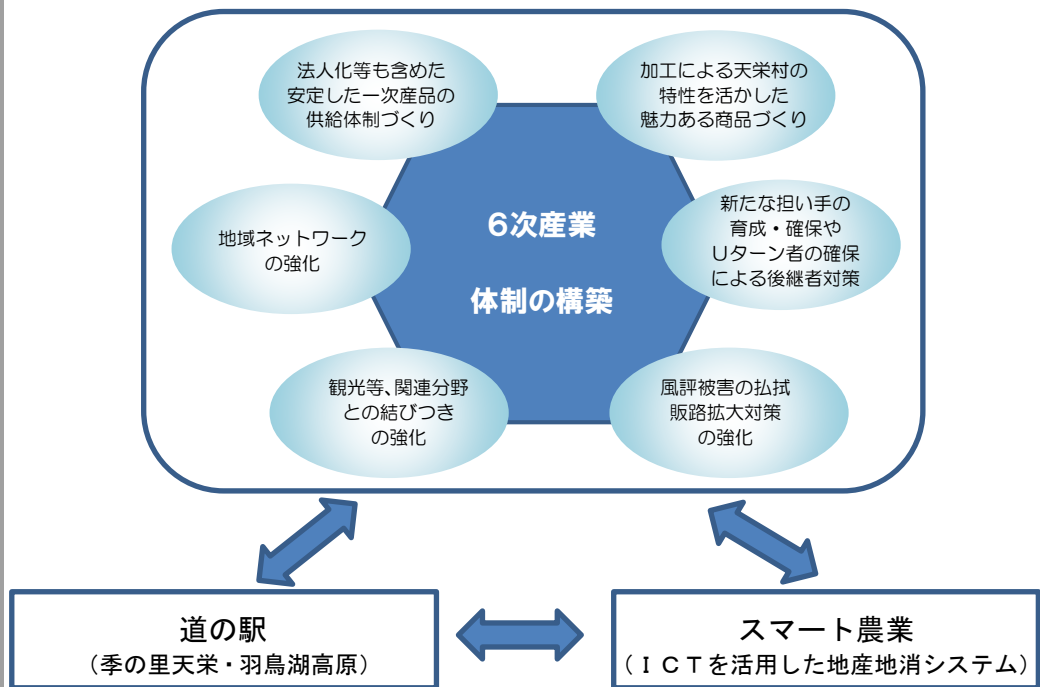 法人化等も含めた
安定した一次産品の
供給体制づくり
加工による天栄村の
特性を活かした
魅力ある商品づくり
6次産業
体制の構築
地域ネットワーク
の強化
新たな担い手の
育成・確保や
Uターン者の確保
による後継者対策
観光等、関連分野
との結びつき
の強化
風評被害の払拭
販路拡大対策
の強化
道の駅
（季の里天栄・羽鳥湖高原）
スマート農業
（ＩＣＴを活用した地産地消システム）